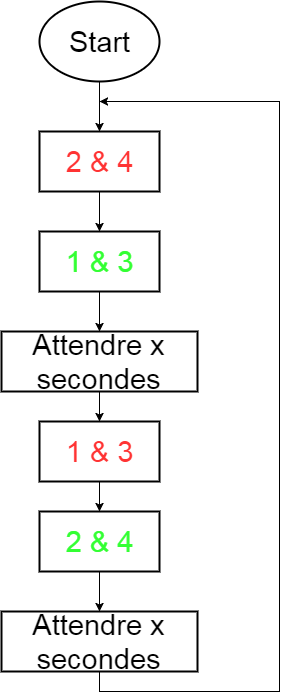 Start
2 & 4
1 & 3
Attendre x
secondes
1 & 3
2 & 4
Attendre x
secondes